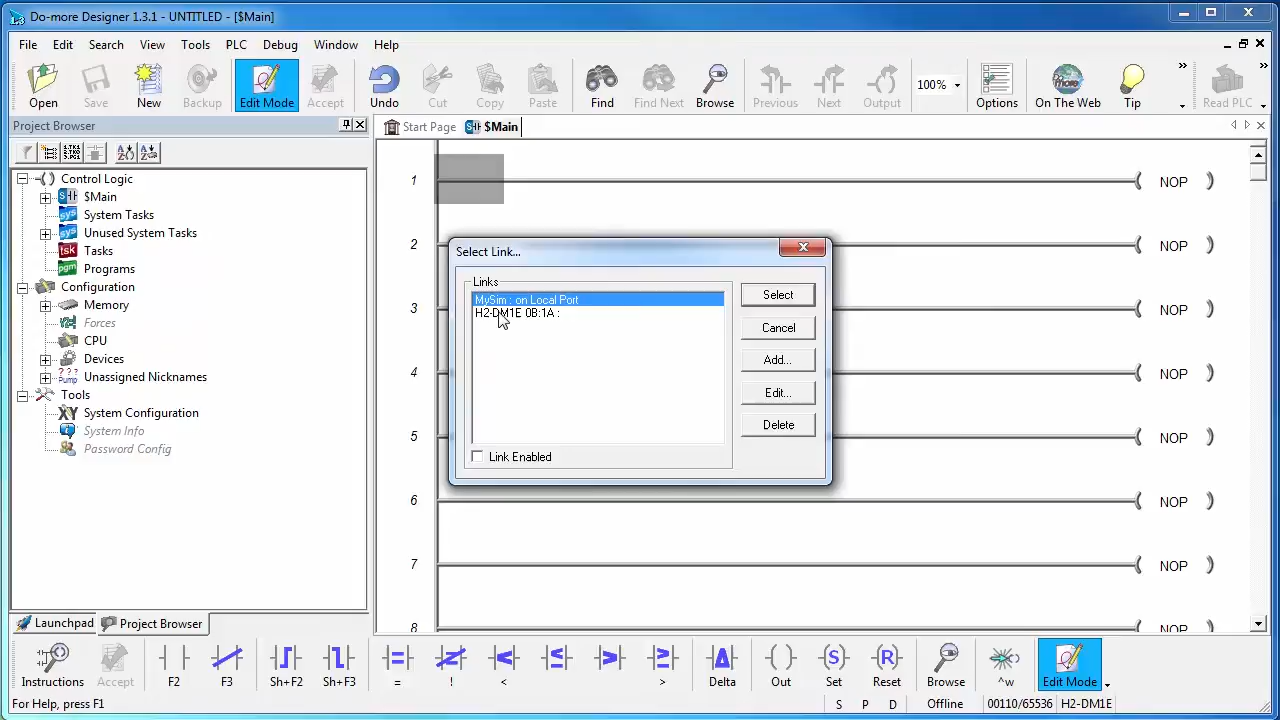 Do-more Designer 1.3.1 - UNTITLED - [$Main]
File Edit Search View Tools PLC Debug Window Help
Open Save New Backup Edit Mode Accept Undo Cut Copy Paste Find Find Next Browse Previous Next Output 100% Options On The Web Tip Read PLC
Project Browser
Start Page $Main
Control Logic
$Main
System Tasks
Unused System Tasks
Tasks
Programs
Configuration
Memory
Forces
CPU
Devices
Unassigned Nicknames
Tools
System Configuration
System Info
Password Config
1 NOP
2 NOP
3 NOP
4 NOP
5 NOP
6 NOP
7 NOP
8 NOP
Select Link...
Links
MySim : on Local Port
H2-DM1E 0B:1A :
Link Enabled
Select
Cancel
Add...
Edit...
Delete
Launchpad Project Browser
Instructions Accept F2 F3 Sh+F2 Sh+F3 = ! < > Delta Out Set Reset Browse ^w Edit Mode
For Help, press F1 S P D Offline 00110/65536 H2-DM1E